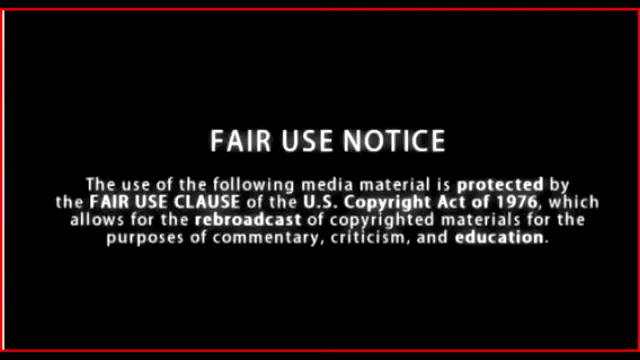 FAIR USE NOTICE
The use of the following media material is protected by
the FAIR USE CLAUSE of the U.S. Copyright Act of 1976, which
allows for the rebroadcast of copyrighted materials for the
purposes of commentary, criticism, and education.